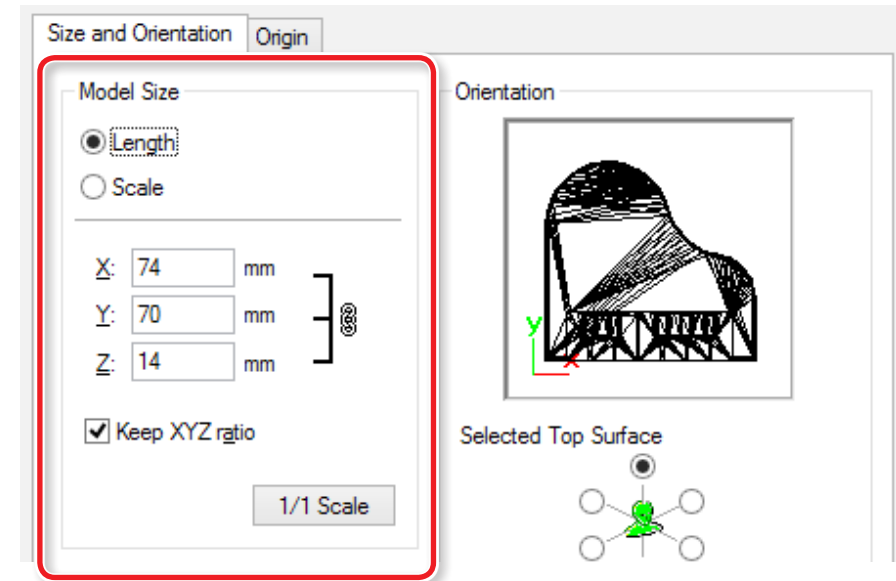 Size and Orientation Origin
Model Size
Length
Scale
X: 74 mm
Y: 70 mm
Z: 14 mm
Keep XYZ ratio
1/1 Scale
Orientation
y
x
Selected Top Surface